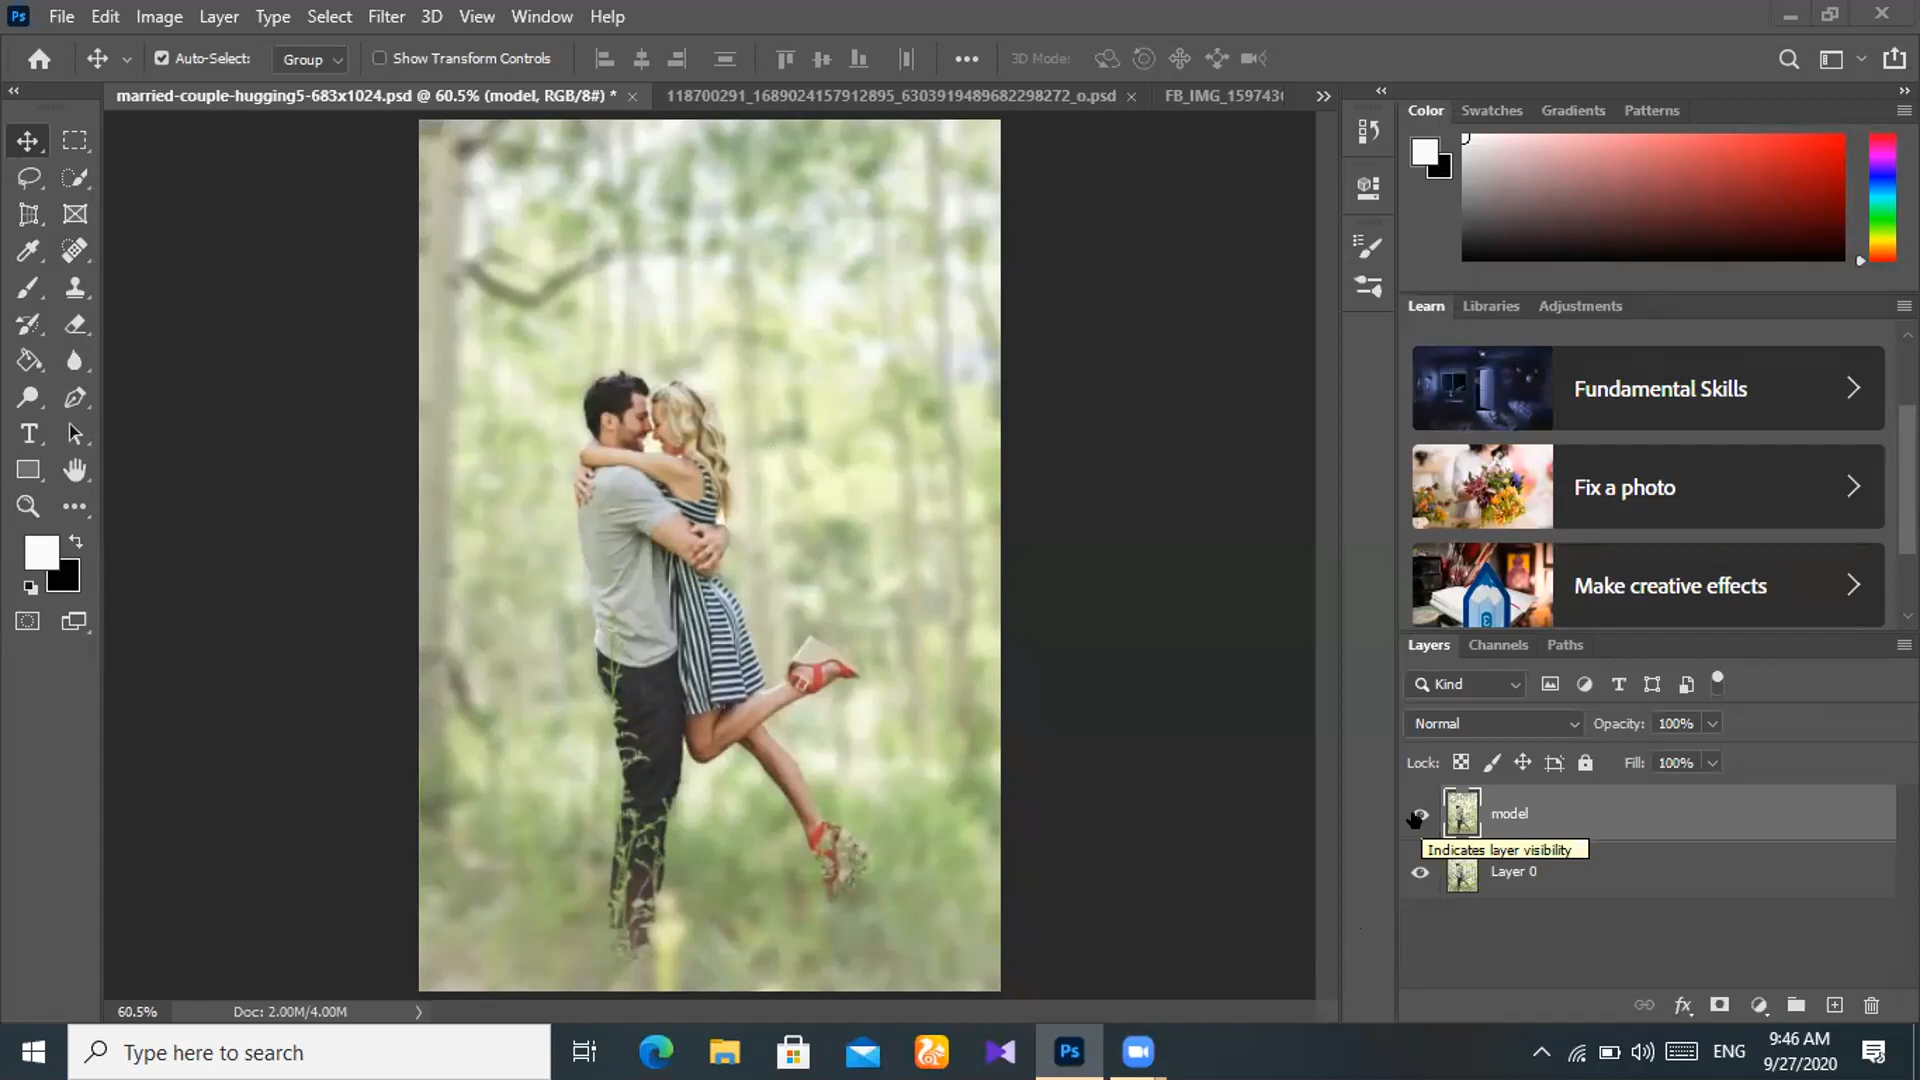 Ps File Edit Image Layer Type Select Filter 3D View Window Help
Auto-Select: Group Show Transform Controls 3D Mode:
married-couple-hugging5-683x1024.psd @ 60.5% (model, RGB/8#) * 118700291_1689024157912895_6303919489682298272_o.psd FB_IMG_159743
Color Swatches Gradients Patterns
Learn Libraries Adjustments
Fundamental Skills
Fix a photo
Make creative effects
Layers Channels Paths
Kind
Normal Opacity: 100%
Lock: Fill: 100%
model
Indicates layer visibility
Layer 0
60.5% Doc: 2.00M/4.00M
Type here to search
Ps
ENG
9:46 AM
9/27/2020